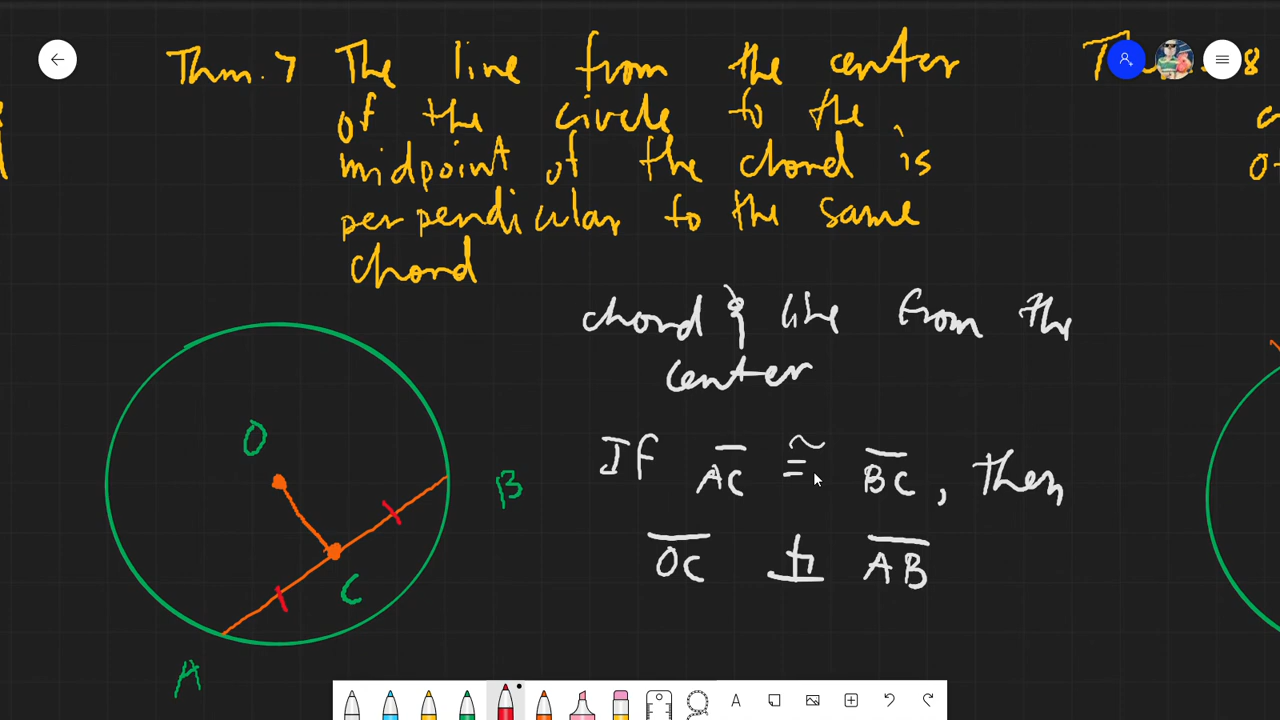 Thm. 7 The line from the center
of the circle to the
midpoint of the chord is
perpendicular to the same
chord
chord & line from the
center
If AC ≅ BC, then
OC ⊥ AB
O
B
C
A
8
A